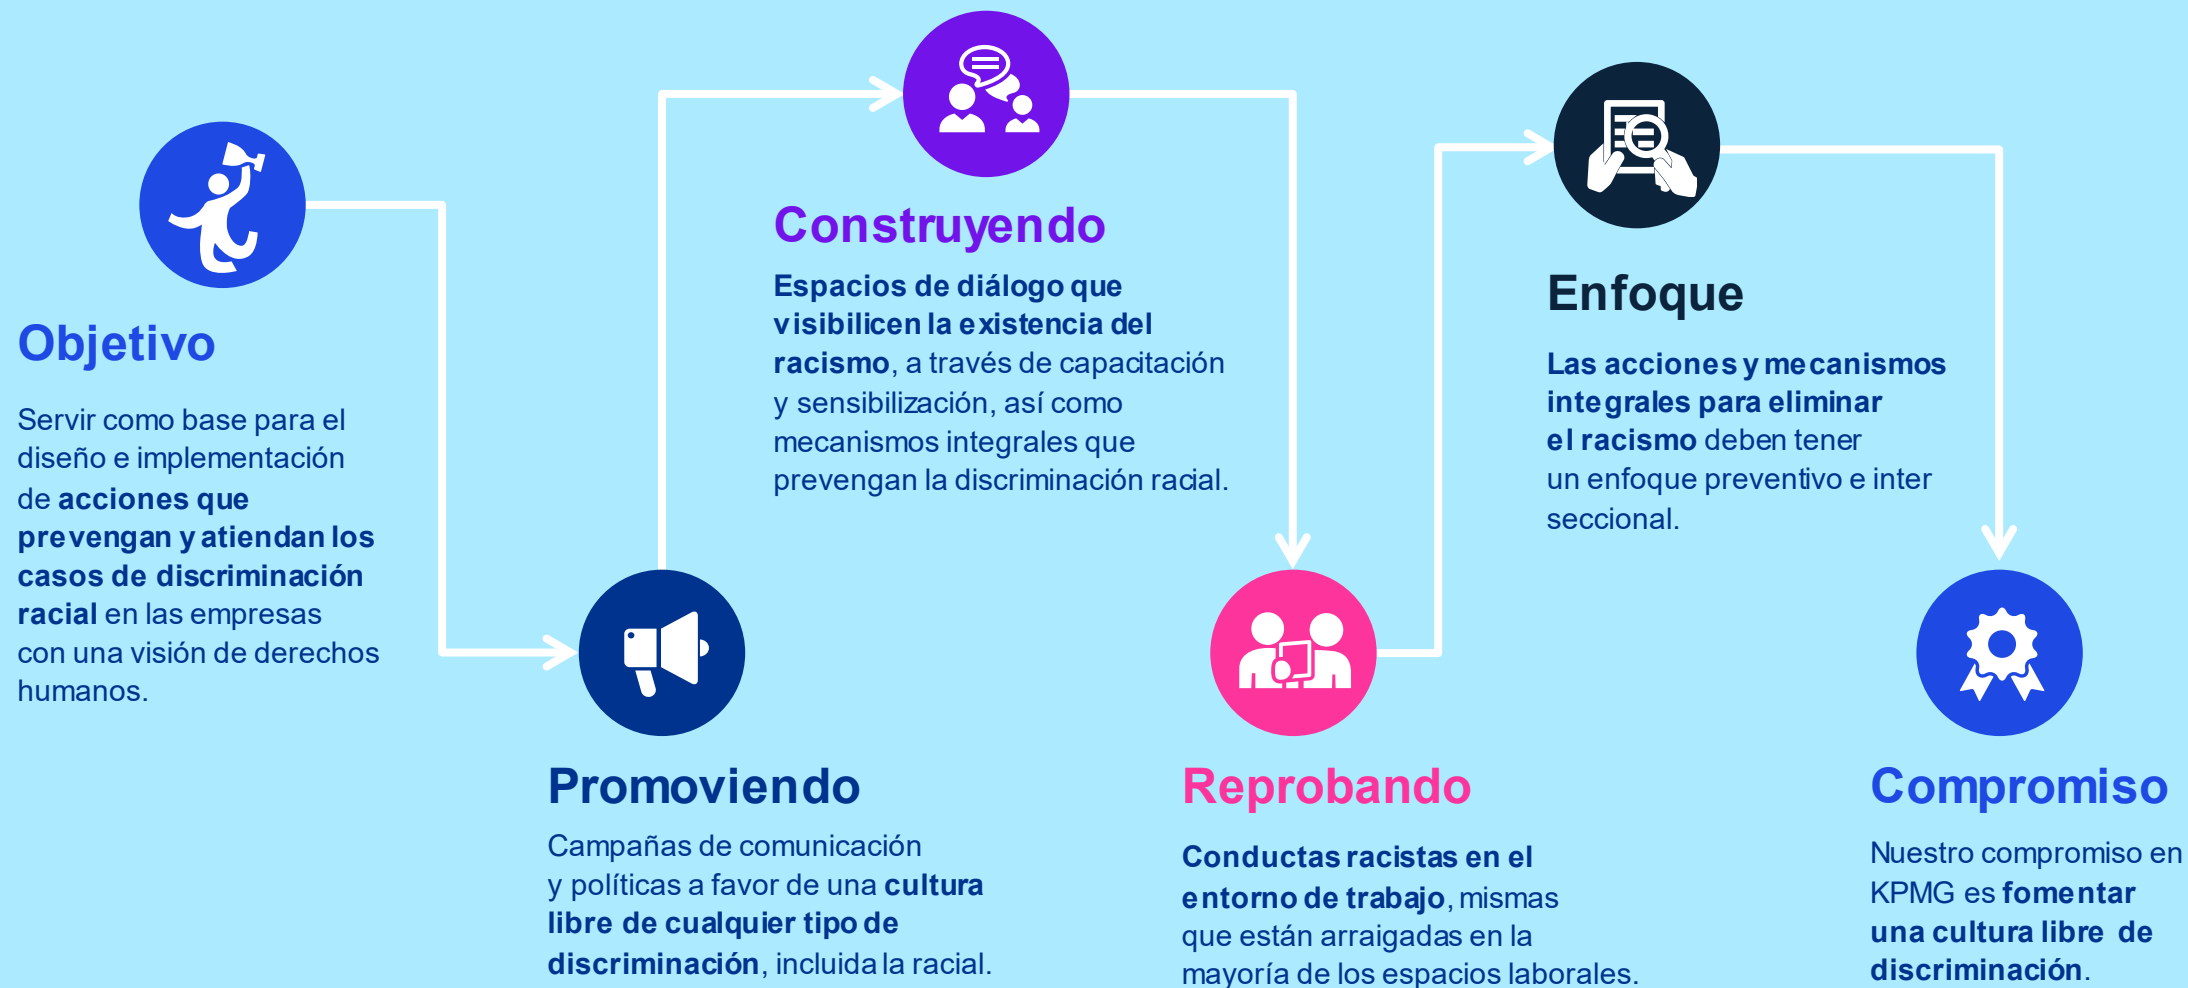 Objetivo
Servir como base para el
diseño e implementación
de acciones que
prevengan y atiendan los
casos de discriminación
racial en las empresas
con una visión de derechos
humanos.
Promoviendo
Campañas de comunicación
y políticas a favor de una cultura
libre de cualquier tipo de
discriminación, incluida la racial.
Construyendo
Espacios de diálogo que
visibilicen la existencia del
racismo, a través de capacitación
y sensibilización, así como
mecanismos integrales que
prevengan la discriminación racial.
Reprobando
Conductas racistas en el
entorno de trabajo, mismas
que están arraigadas en la
mayoría de los espacios laborales.
Enfoque
Las acciones y mecanismos
integrales para eliminar
el racismo deben tener
un enfoque preventivo e inter
seccional.
Compromiso
Nuestro compromiso en
KPMG es fomentar
una cultura libre de
discriminación.